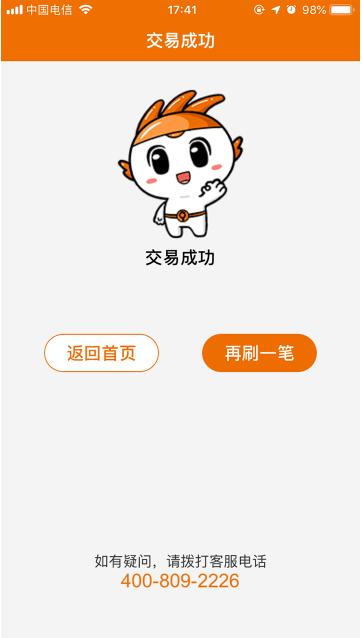 中国电信
17:41
98%
交易成功
交易成功
返回首页
再刷一笔
如有疑问，请拨打客服电话
400-809-2226